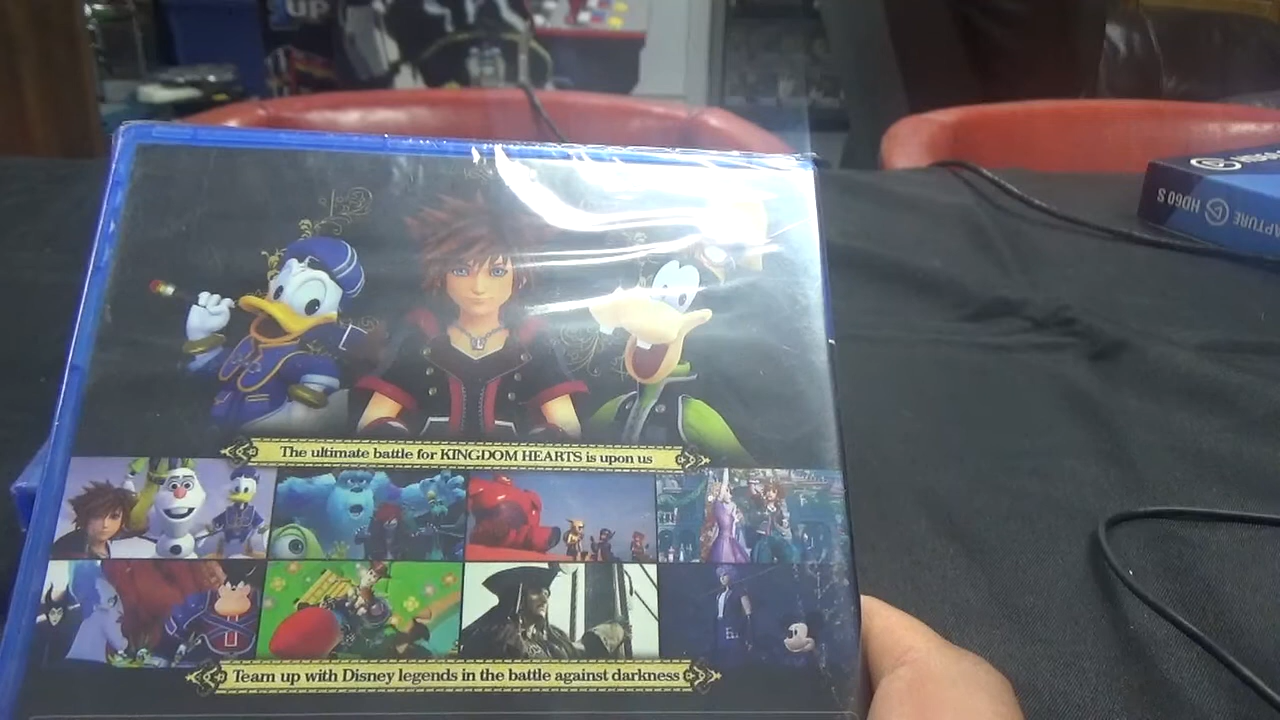 UP
HD60 S
CAPTURE
The ultimate battle for KINGDOM HEARTS is upon us
Team up with Disney legends in the battle against darkness